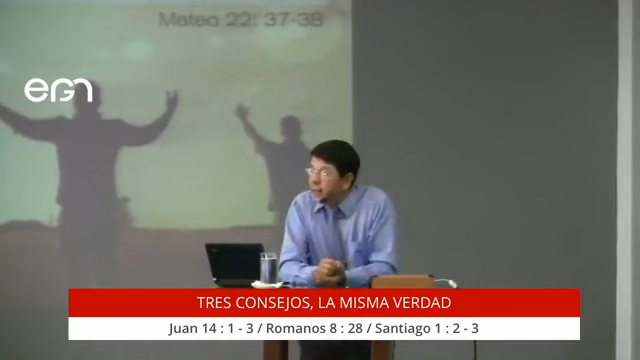 Mateo 22: 37-38
ergn
TRES CONSEJOS, LA MISMA VERDAD
Juan 14 : 1 - 3 / Romanos 8 : 28 / Santiago 1 : 2 - 3